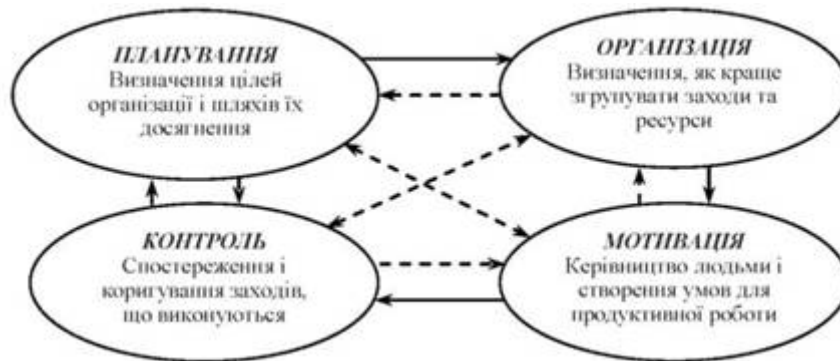 ПЛАНУВАННЯ
Визначення цілей
організації і шляхів їх
досягнення
ОРГАНІЗАЦІЯ
Визначення, як краще
згрупувати заходи та
ресурси
КОНТРОЛЬ
Спостереження і
коригування заходів,
що виконуються
МОТИВАЦІЯ
Керівництво людьми і
створення умов для
продуктивної роботи